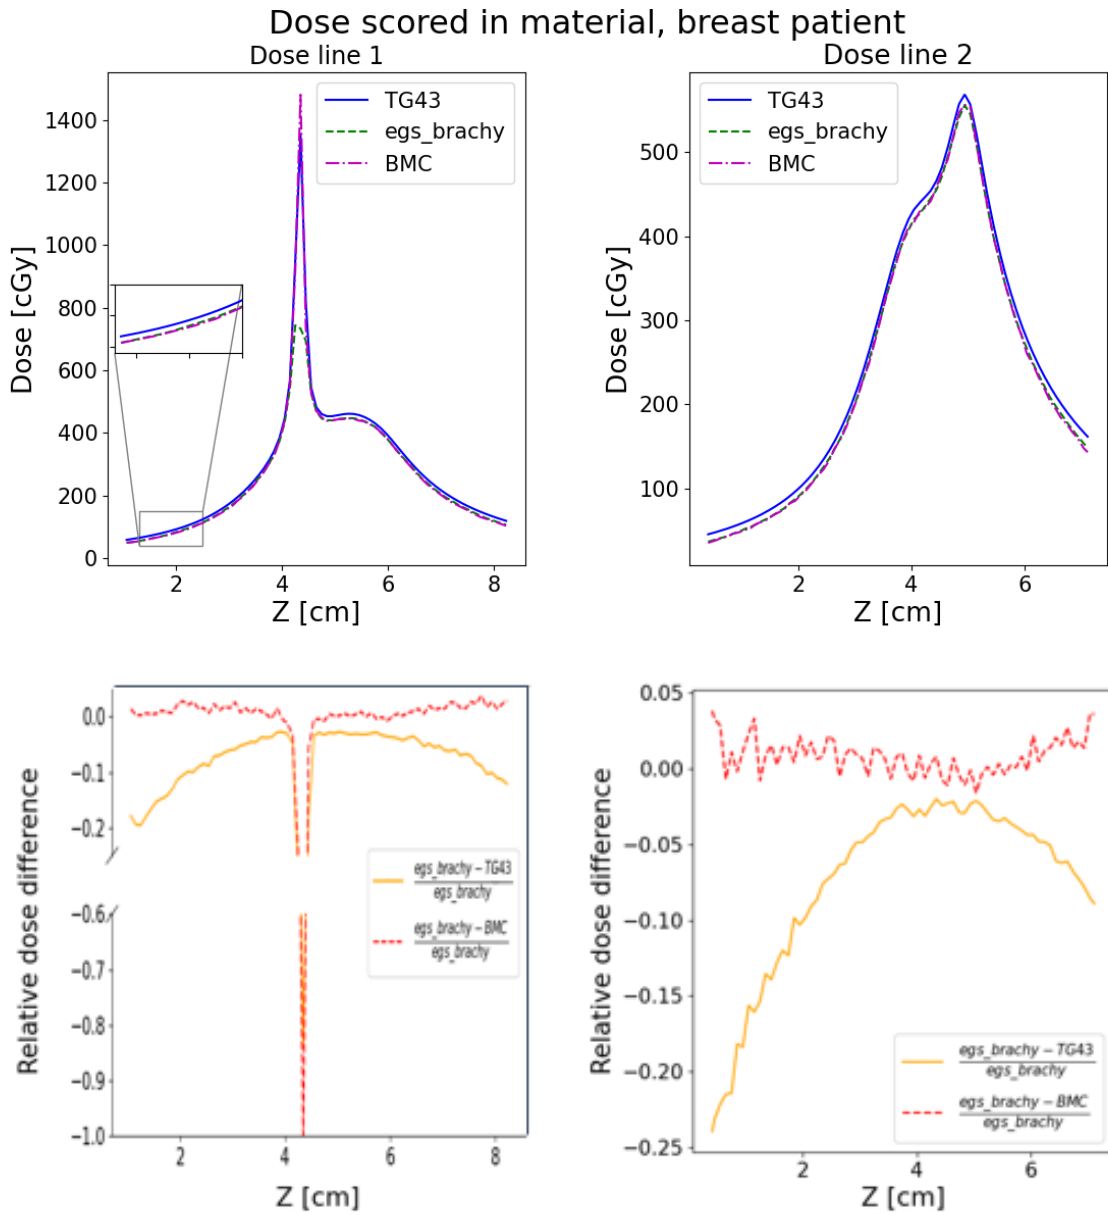 Dose scored in material, breast patient
Dose line 1
Dose [cGy]
1400
1200
1000
800
600
400
200
0
TG43
egs_brachy
BMC
2
4
6
8
Z [cm]
Dose line 2
Dose [cGy]
500
400
300
200
100
TG43
egs_brachy
BMC
2
4
6
Z [cm]
Relative dose difference
0.0
−0.1
−0.2
−0.6
−0.7
−0.8
−0.9
−1.0
egs_brachy − TG43
egs_brachy
egs_brachy − BMC
egs_brachy
2
4
6
8
Z [cm]
Relative dose difference
0.05
0.00
−0.05
−0.10
−0.15
−0.20
−0.25
egs_brachy − TG43
egs_brachy
egs_brachy − BMC
egs_brachy
2
4
6
Z [cm]